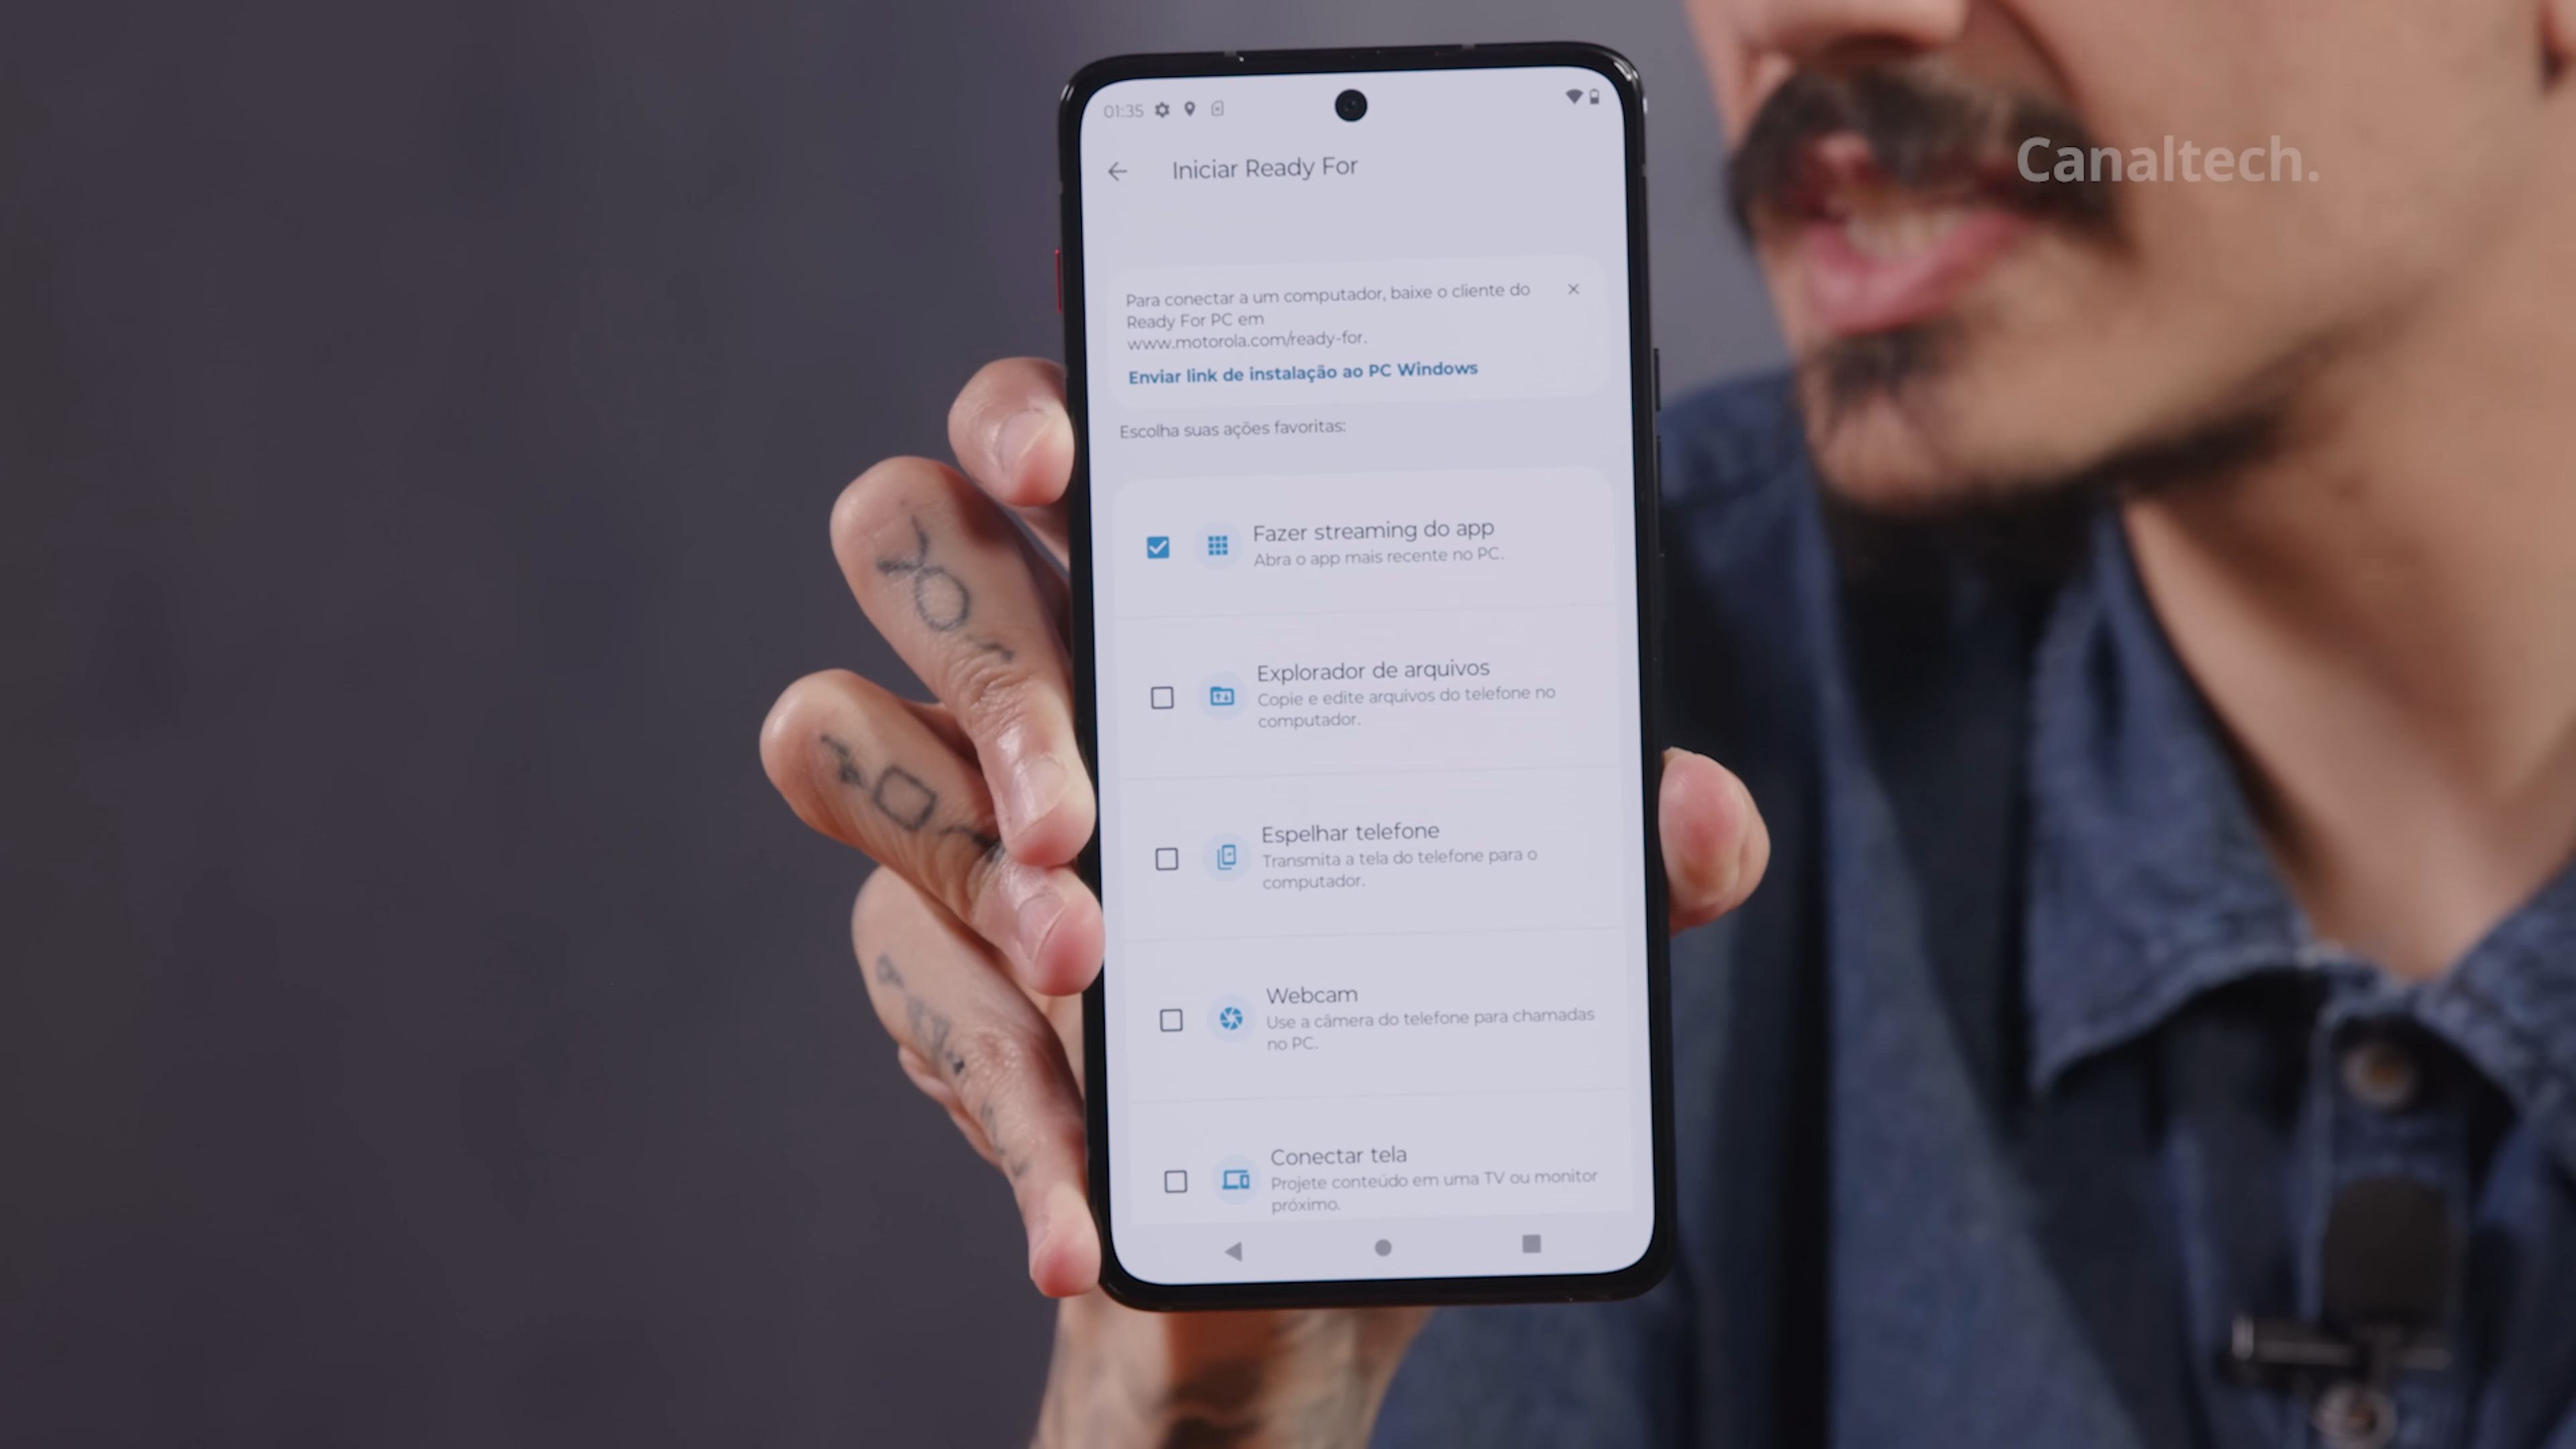 Canaltech.
01:35
Iniciar Ready For
Para conectar a um computador, baixe o cliente do
Ready For PC em
www.motorola.com/ready-for.
Enviar link de instalação ao PC Windows
Escolha suas ações favoritas:
Fazer streaming do app
Abra o app mais recente no PC.
Explorador de arquivos
Copie e edite arquivos do telefone no
computador.
Espelhar telefone
Transmita a tela do telefone para o
computador.
Webcam
Use a câmera do telefone para chamadas
no PC.
Conectar tela
Projete conteúdo em uma TV ou monitor
próximo.